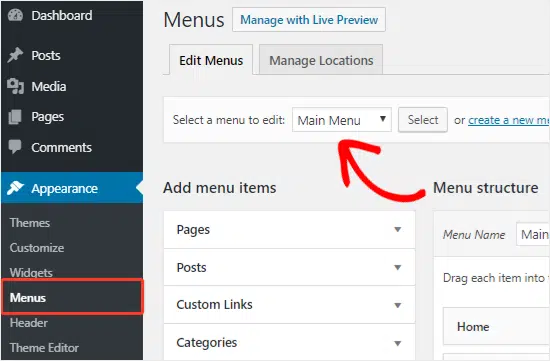 Dashboard
Posts
Media
Pages
Comments
Appearance
Themes
Customize
Widgets
Menus
Header
Theme Editor
Menus Manage with Live Preview
Edit Menus Manage Locations
Select a menu to edit: Main Menu Select or create a new me
Add menu items
Pages
Posts
Custom Links
Categories
Menu structure
Menu Name Main
Drag each item into t
Home